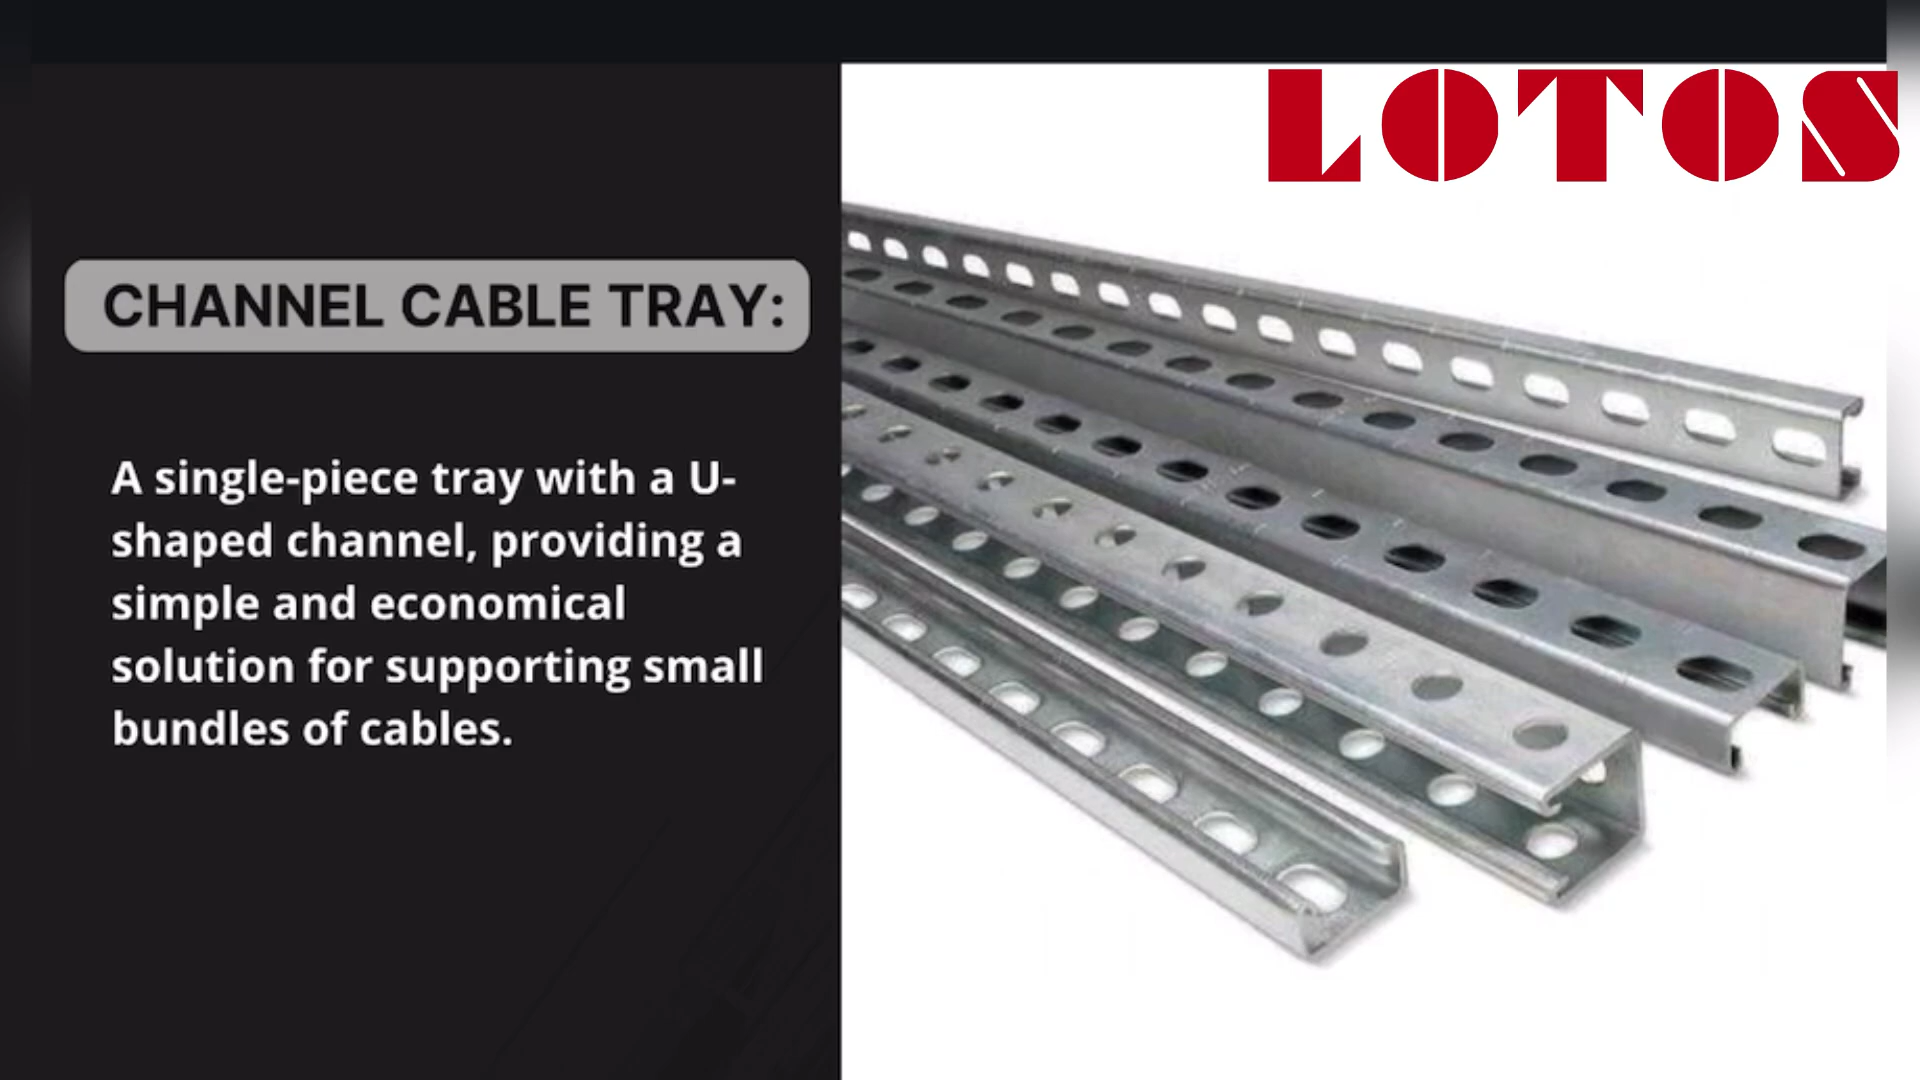 LOTOS
CHANNEL CABLE TRAY:
A single-piece tray with a U-
shaped channel, providing a
simple and economical
solution for supporting small
bundles of cables.